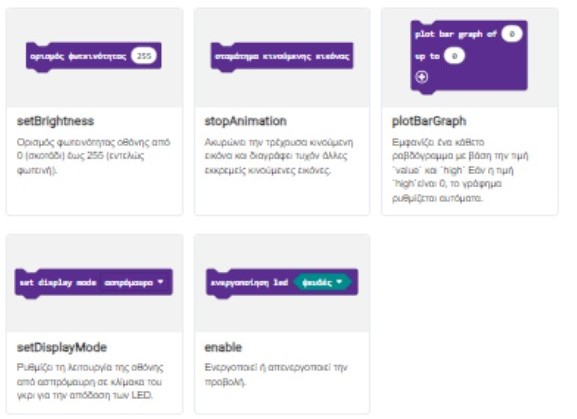 ορισμός φωτεινότητας 255
setBrightness
Ορισμός φωτεινότητας οθόνης από
0 (σκοτάδι) έως 255 (εντελώς
φωτεινή).
σταμάτημα κινούμενης εικόνας
stopAnimation
Ακυρώνει την τρέχουσα κινούμενη
εικόνα και διαγράφει τυχόν άλλες
εκκρεμείς κινούμενες εικόνες.
plot bar graph of 0
up to 0
plotBarGraph
Εμφανίζει ένα κάθετο
ραβδόγραμμα με βάση την τιμή
`value` και `high` Εάν η τιμή
`high`είναι 0, το γράφημα
ρυθμίζεται αυτόματα.
set display mode ασπρόμαυρο
setDisplayMode
Ρυθμίζει τη λειτουργία της οθόνης
από ασπρόμαυρη σε κλίμακα του
γκρι για την απόδοση των LED.
ενεργοποίηση led ψευδές
enable
Ενεργοποιεί ή απενεργοποιεί την
προβολή.